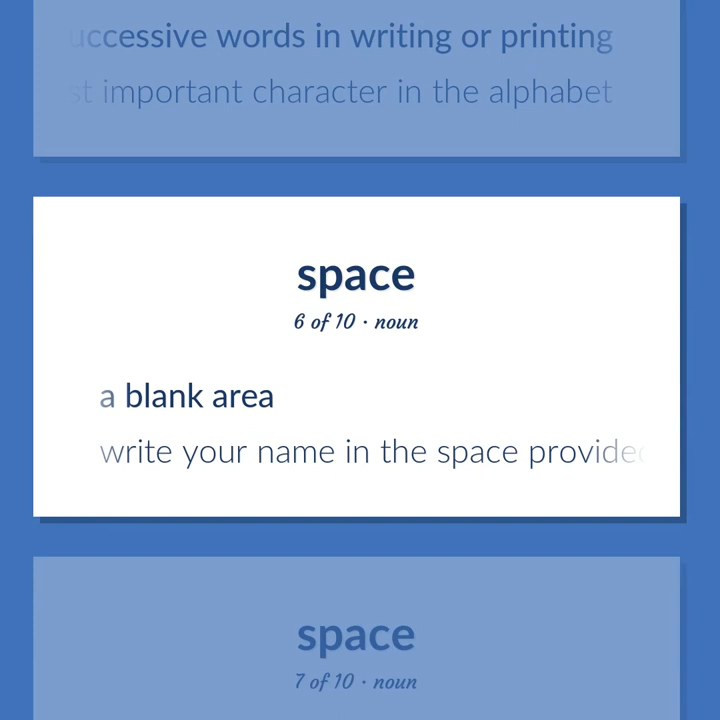 successive words in writing or printing
important character in the alphabet
space
6 of 10 · noun
a blank area
write your name in the space provided
space
7 of 10 · noun